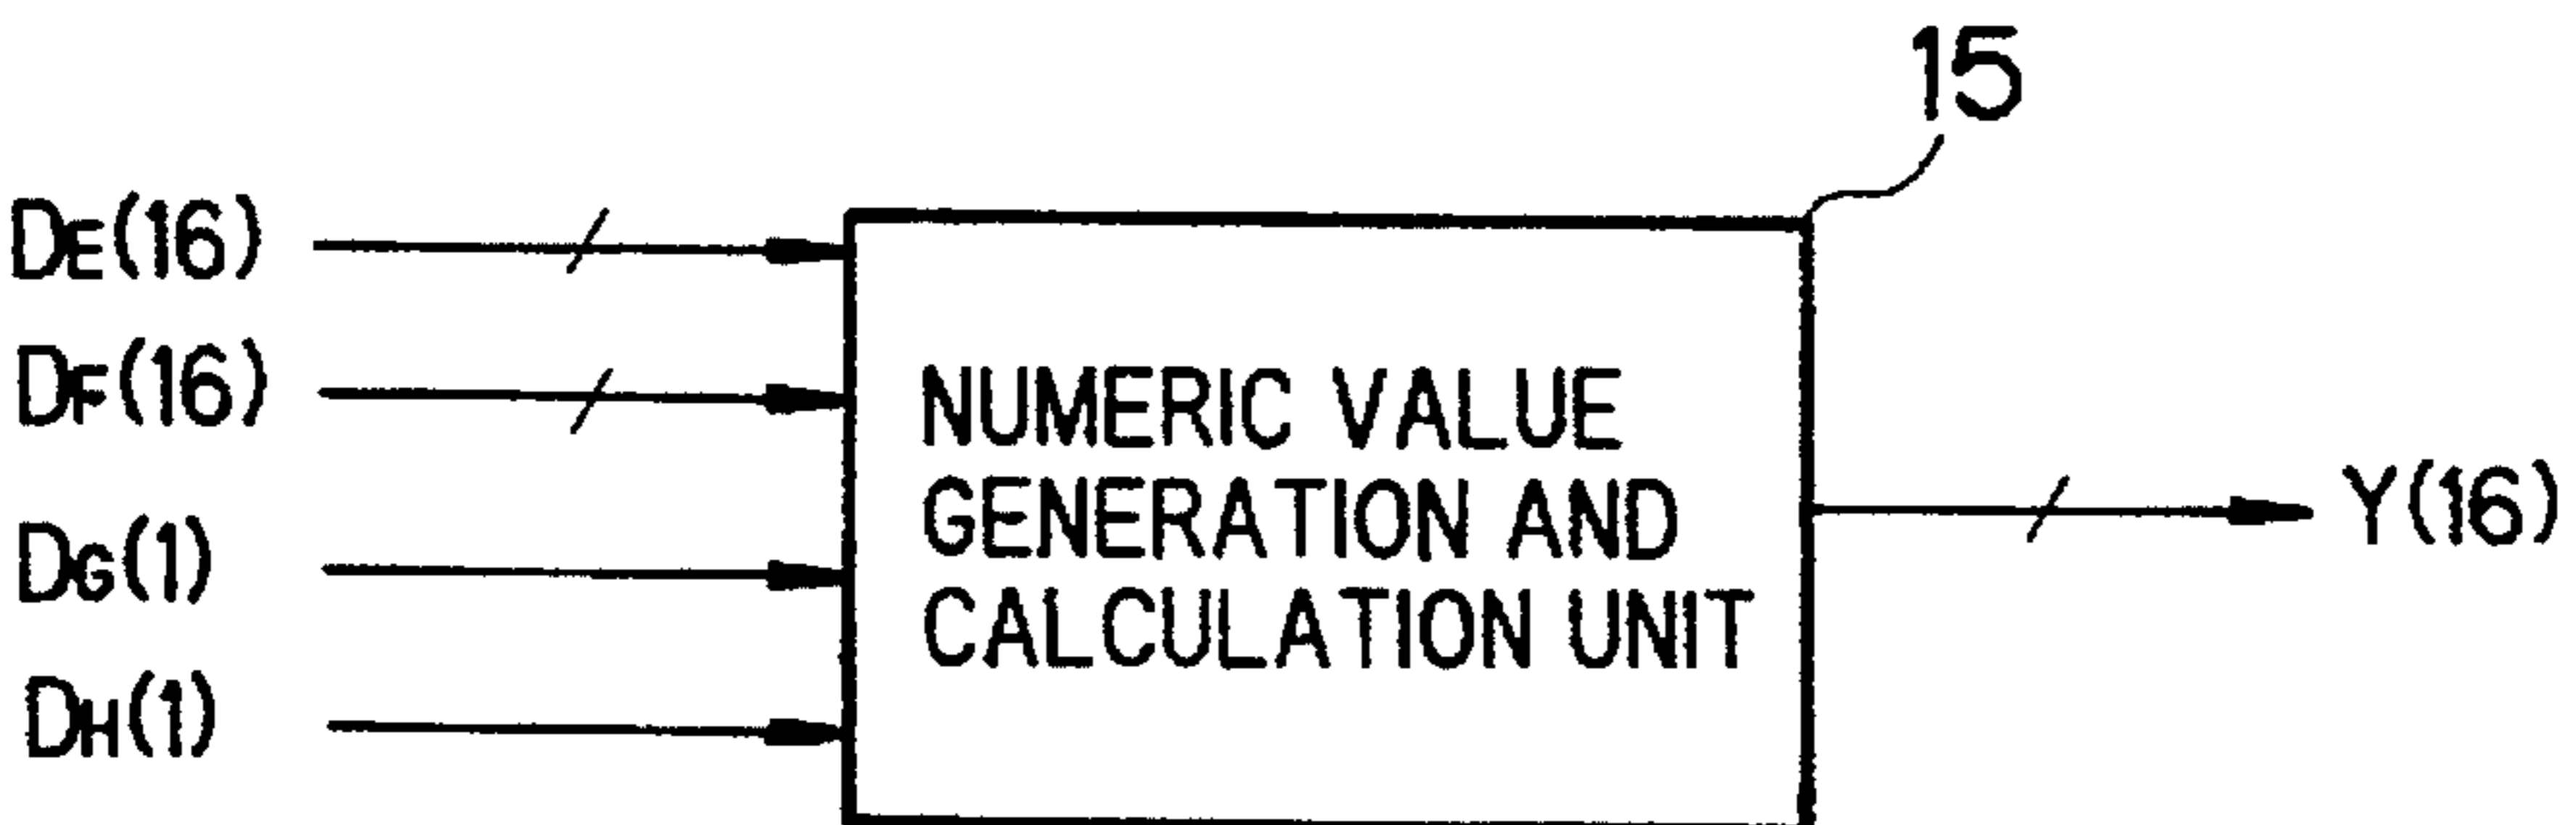 15
DE(16)
DF(16)
DG(1)
DH(1)
NUMERIC VALUE
GENERATION AND
CALCULATION UNIT
Y(16)